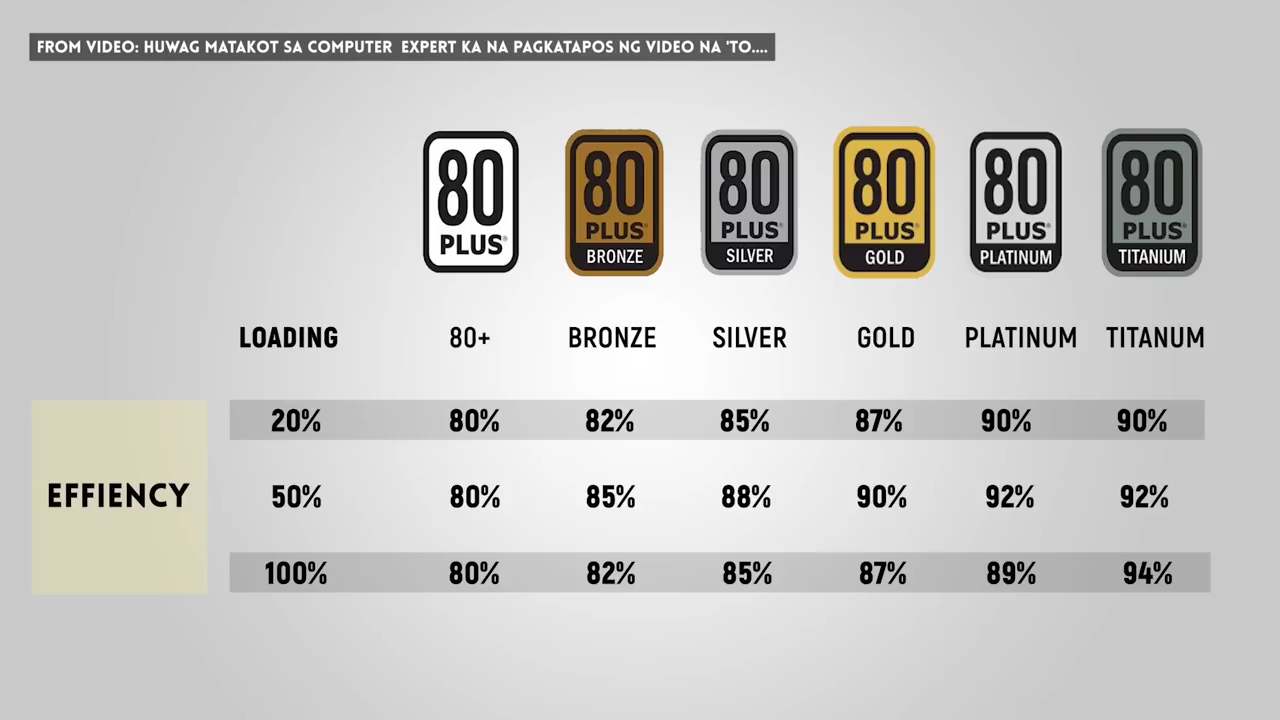 FROM VIDEO: HUWAG MATAKOT SA COMPUTER EXPERT KA NA PAGKATAPOS NG VIDEO NA 'TO....
80 80 80 80 80 80
PLUS® PLUS® PLUS® PLUS® PLUS® PLUS®
BRONZE SILVER GOLD PLATINUM TITANIUM
LOADING 80+ BRONZE SILVER GOLD PLATINUM TITANUM
20% 80% 82% 85% 87% 90% 90%
EFFIENCY 50% 80% 85% 88% 90% 92% 92%
100% 80% 82% 85% 87% 89% 94%